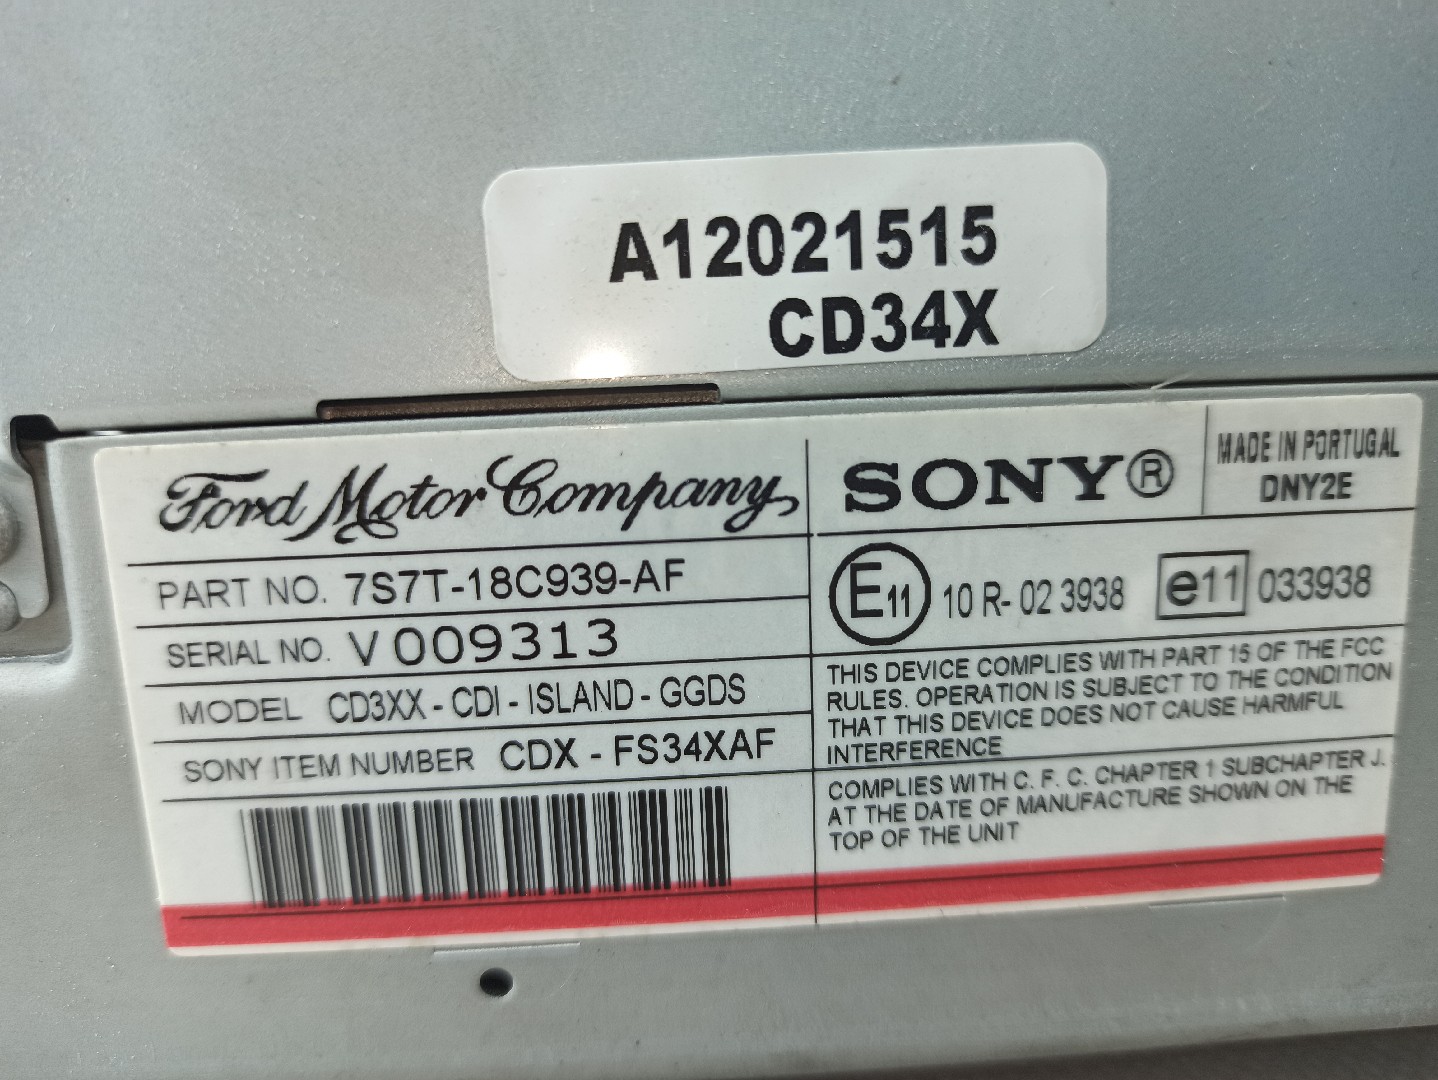 A12021515
CD34X
Ford Motor Company
PART NO. 7S7T-18C939-AF
SERIAL NO. V009313
MODEL CD3XX - CDI - ISLAND - GGDS
SONY ITEM NUMBER CDX - FS34XAF
SONY®
MADE IN PORTUGAL
DNY2E
E11 10 R- 02 3938 e11 033938
THIS DEVICE COMPLIES WITH PART 15 OF THE FCC
RULES. OPERATION IS SUBJECT TO THE CONDITION
THAT THIS DEVICE DOES NOT CAUSE HARMFUL
INTERFERENCE
COMPLIES WITH C. F. C. CHAPTER 1 SUBCHAPTER J.
AT THE DATE OF MANUFACTURE SHOWN ON THE
TOP OF THE UNIT